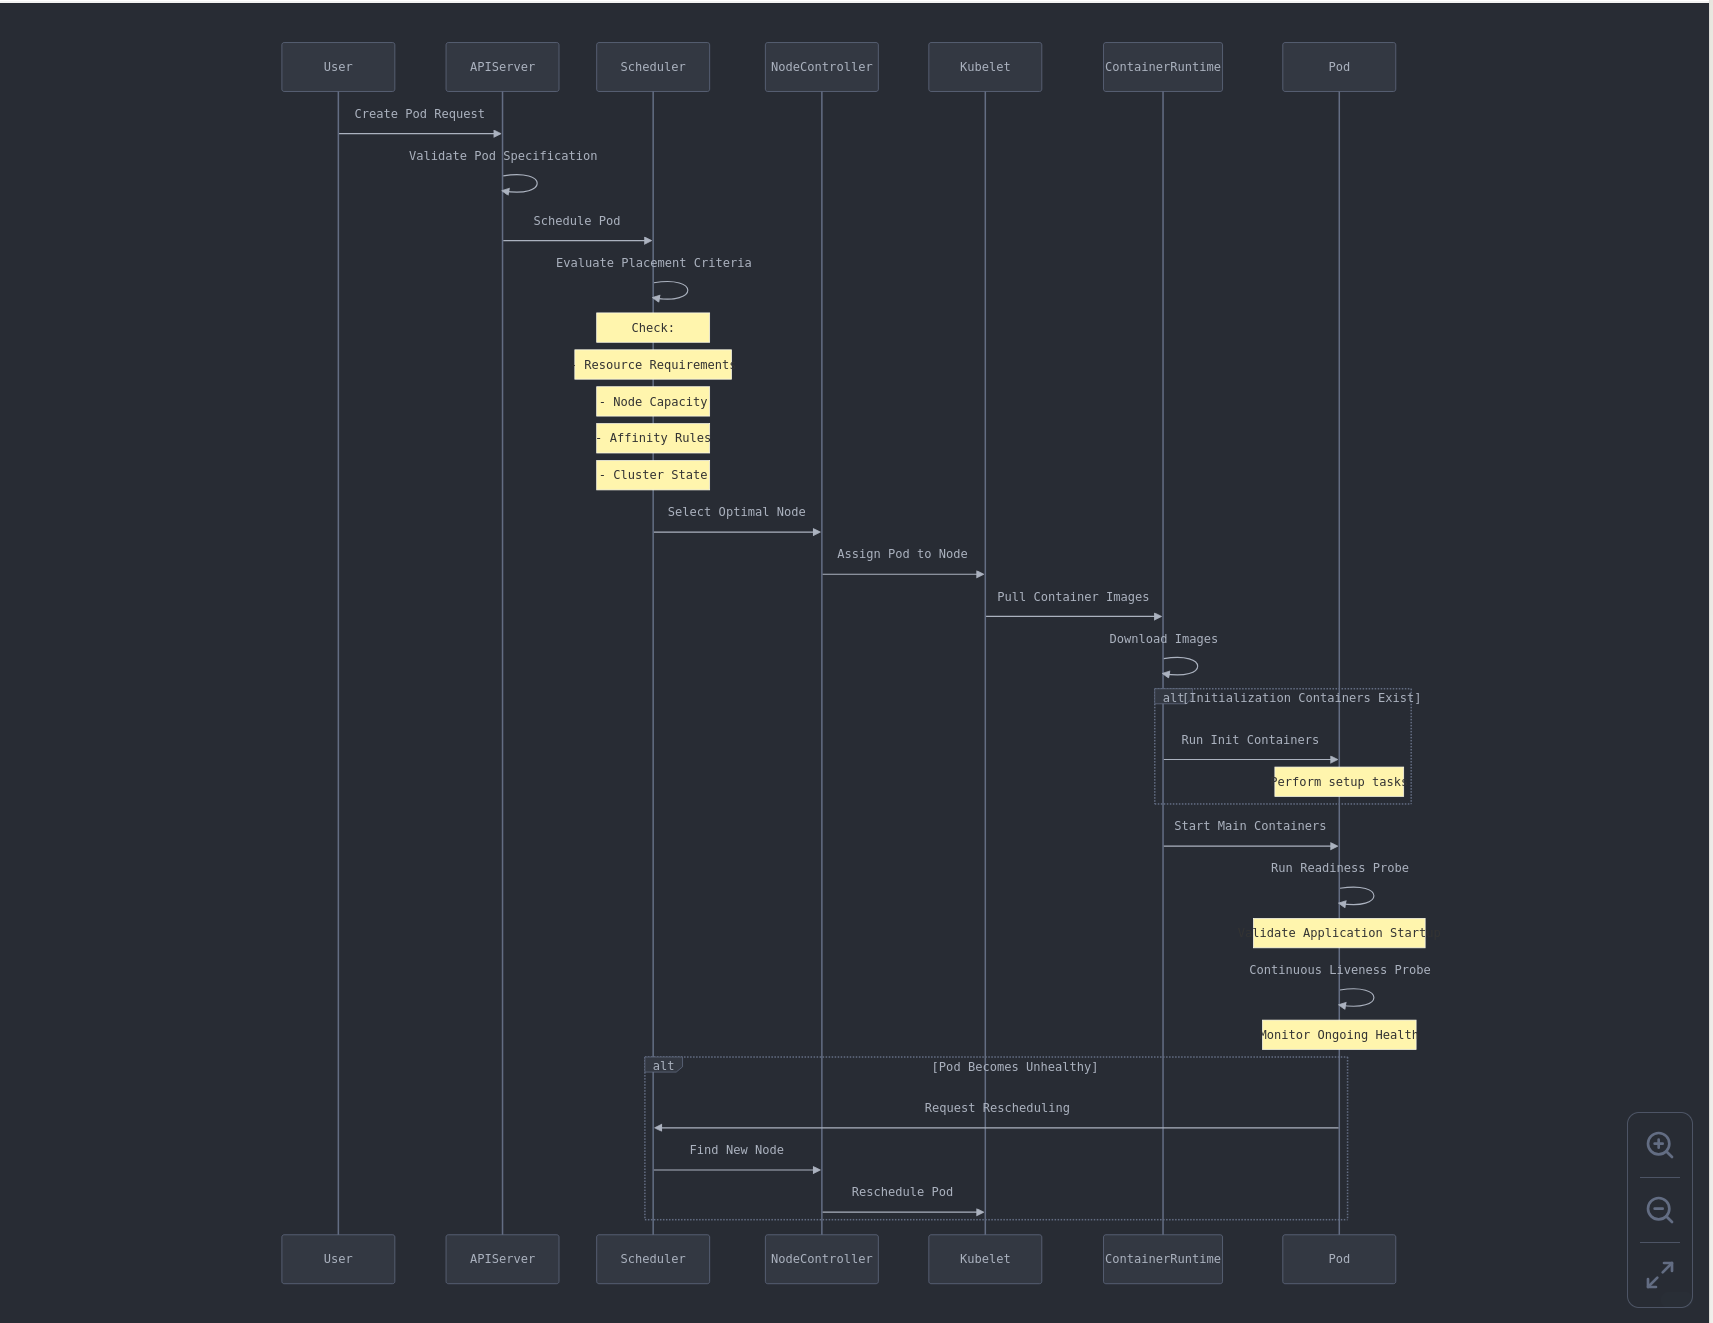 User
APIServer
Scheduler
NodeController
Kubelet
ContainerRuntime
Pod
Create Pod Request
Validate Pod Specification
Schedule Pod
Evaluate Placement Criteria
Check:
- Resource Requirements
- Node Capacity
- Affinity Rules
- Cluster State
Select Optimal Node
Assign Pod to Node
Pull Container Images
Download Images
alt [Initialization Containers Exist]
Run Init Containers
Perform setup tasks
Start Main Containers
Run Readiness Probe
lidate Application Start
Continuous Liveness Probe
Monitor Ongoing Health
alt [Pod Becomes Unhealthy]
Request Rescheduling
Find New Node
Reschedule Pod
User
APIServer
Scheduler
NodeController
Kubelet
ContainerRuntime
Pod